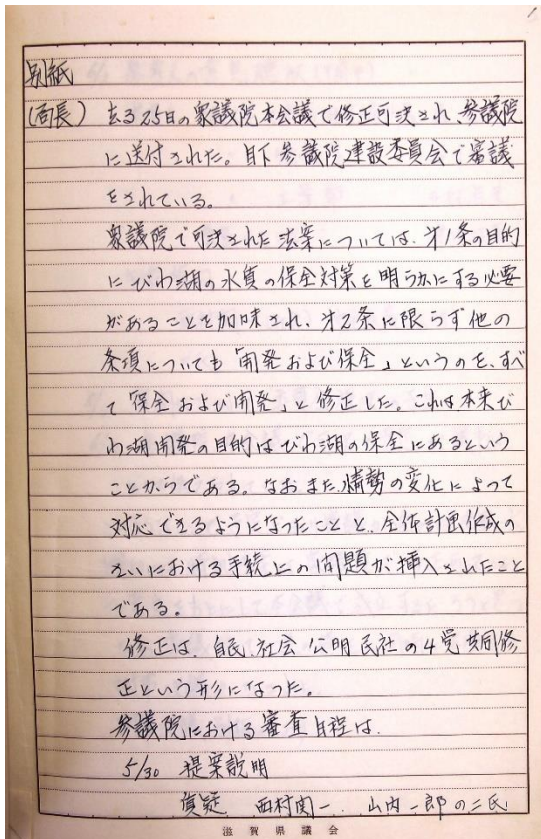 別紙
(局長) 去る25日の衆議院本会議で修正可決され、参議院
に送付された。目下参議院建設委員会で審議
をされている。
衆議院で可決された法案については、才1条の目的
にびわ湖の水質の保全対策を明らかにする必要
があることを加味され、才2条に限らず他の
条項についても「開発および保全」というのを、すべ
て「保全および開発」と修正した。これは本来び
わ湖開発の目的はびわ湖の保全にあるという
ことからである。なおまた、情勢の変化によって
対応できるようになったことと、全体計画作成の
さいにおける手続上の問題が挿入されたこと
である。
修正は、自民、社会 公明 民社の4党共同修
正という形になった。
参議院における審査日程は、
5/30 提案説明
質疑 西村関一、山内一郎の二氏
滋賀県議会